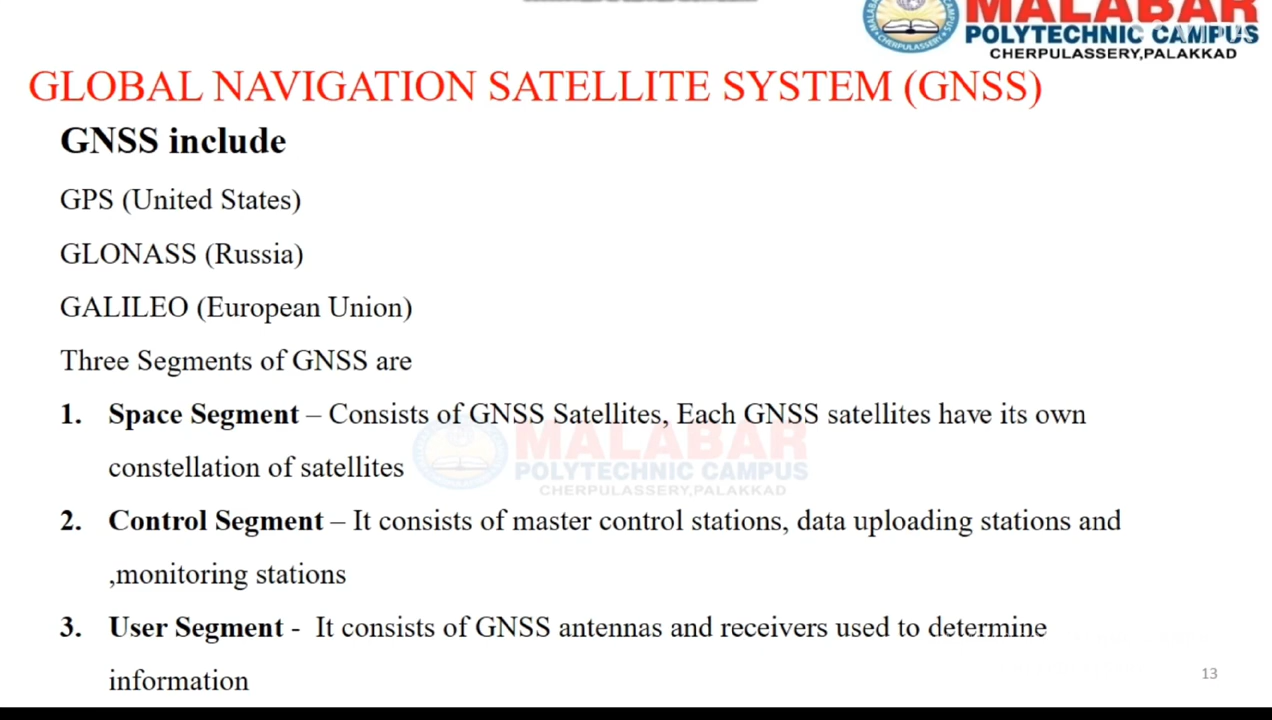 MALABAR
POLYTECHNIC CAMPUS
CHERPULASSERY,PALAKKAD
GLOBAL NAVIGATION SATELLITE SYSTEM (GNSS)
GNSS include
GPS (United States)
GLONASS (Russia)
GALILEO (European Union)
Three Segments of GNSS are
1. Space Segment – Consists of GNSS Satellites, Each GNSS satellites have its own
constellation of satellites
MALABAR
POLYTECHNIC CAMPUS
CHERPULASSERY,PALAKKAD
2. Control Segment – It consists of master control stations, data uploading stations and
,monitoring stations
3. User Segment - It consists of GNSS antennas and receivers used to determine
information
13